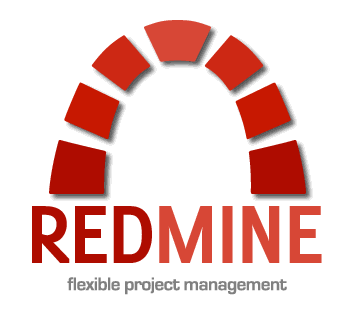 REDMINE
flexible project management